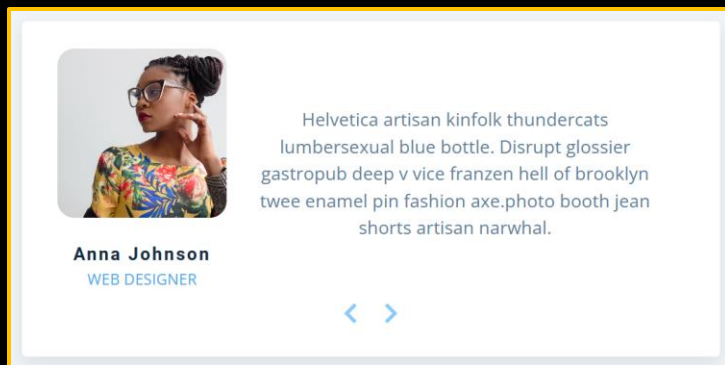 Helvetica artisan kinfolk thundercats
lumbersexual blue bottle. Disrupt glossier
gastropub deep v vice franzen hell of brooklyn
twee enamel pin fashion axe.photo booth jean
shorts artisan narwhal.
Anna Johnson
WEB DESIGNER